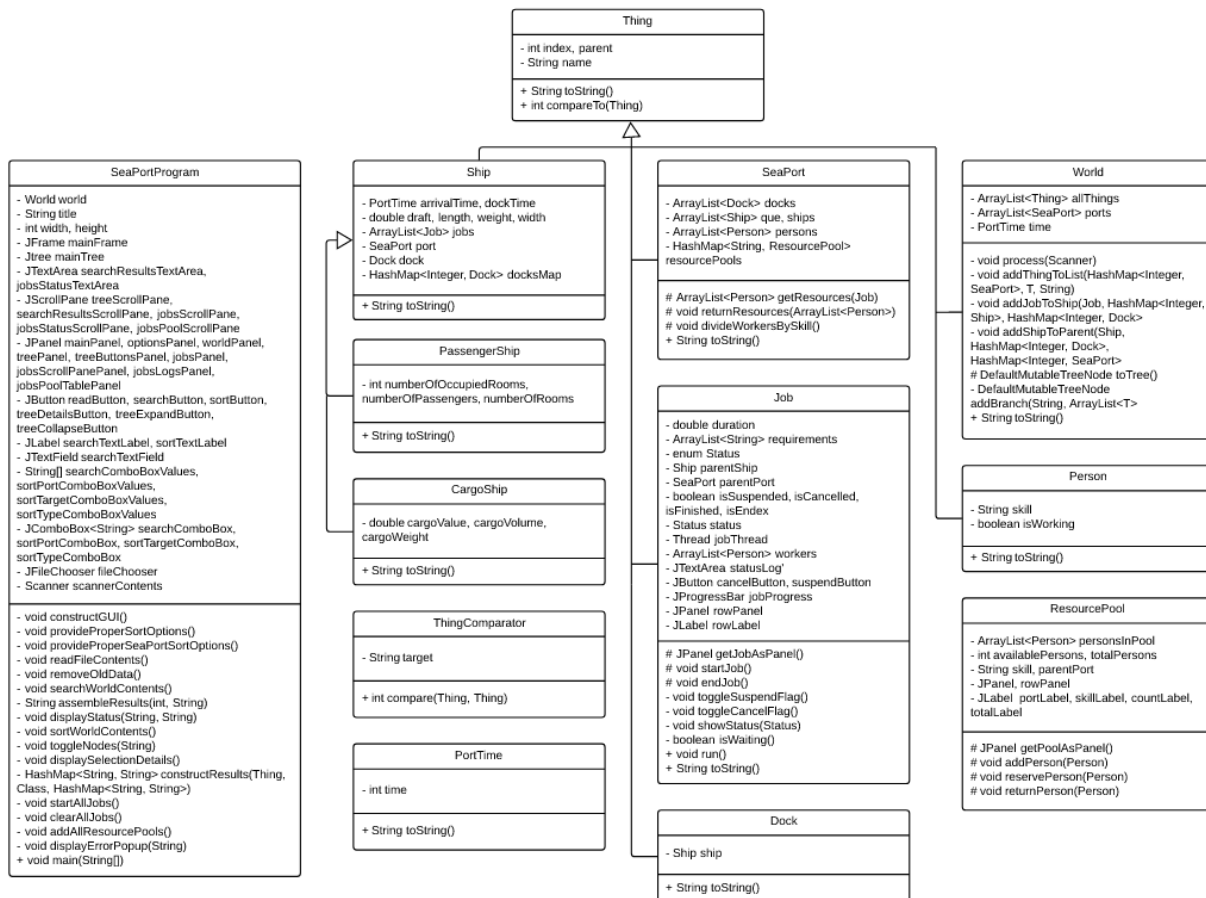 Thing
- int index, parent
- String name
+ String toString()
+ int compareTo(Thing)
SeaPortProgram
- World world
- String title
- int width, height
- JFrame mainFrame
- Jtree mainTree
- JTextArea searchResultsTextArea,
jobsStatusTextArea
- JScrollPane treeScrollPane,
searchResultsScrollPane, jobsScrollPane,
jobsStatusScrollPane, jobsPoolScrollPane
- JPanel mainPanel, optionsPanel, worldPanel,
treePanel, treeButtonsPanel, jobsPanel,
jobsScrollPanePanel, jobsLogsPanel,
jobsPoolTablePanel
- JButton readButton, searchButton, sortButton,
treeDetailsButton, treeExpandButton,
treeCollapseButton
- JLabel searchTextLabel, sortTextLabel
- JTextField searchTextField
- String[] searchComboBoxValues,
sortPortComboBoxValues,
sortTargetComboBoxValues,
sortTypeComboBoxValues
- JComboBox<String> searchComboBox,
sortPortComboBox, sortTargetComboBox,
sortTypeComboBox
- JFileChooser fileChooser
- Scanner scannerContents
- void constructGUI()
- void provideProperSortOptions()
- void provideProperSeaPortSortOptions()
- void readFileContents()
- void removeOldData()
- void searchWorldContents()
- String assembleResults(int, String)
- void displayStatus(String, String)
- void sortWorldContents()
- void toggleNodes(String)
- void displaySelectionDetails()
- HashMap<String, String> constructResults(Thing,
Class, HashMap<String, String>)
- void startAllJobs()
- void clearAllJobs()
- void addAllResourcePools()
- void displayErrorPopup(String)
+ void main(String[])
Ship
- PortTime arrivalTime, dockTime
- double draft, length, weight, width
- ArrayList<Job> jobs
- SeaPort port
- Dock dock
- HashMap<Integer, Dock> docksMap
+ String toString()
PassengerShip
- int numberOfOccupiedRooms,
numberOfPassengers, numberOfRooms
+ String toString()
CargoShip
- double cargoValue, cargoVolume,
cargoWeight
+ String toString()
ThingComparator
- String target
+ int compare(Thing, Thing)
PortTime
- int time
+ String toString()
SeaPort
- ArrayList<Dock> docks
- ArrayList<Ship> que, ships
- ArrayList<Person> persons
- HashMap<String, ResourcePool>
resourcePools
# ArrayList<Person> getResources(Job)
# void returnResources(ArrayList<Person>)
# void divideWorkersBySkill()
+ String toString()
Job
- double duration
- ArrayList<String> requirements
- enum Status
- Ship parentShip
- SeaPort parentPort
- boolean isSuspended, isCancelled,
isFinished, isEndex
- Status status
- Thread jobThread
- ArrayList<Person> workers
- JTextArea statusLog'
- JButton cancelButton, suspendButton
- JProgressBar jobProgress
- JPanel rowPanel
- JLabel rowLabel
# JPanel getJobAsPanel()
# void startJob()
# void endJob()
- void toggleSuspendFlag()
- void toggleCancelFlag()
- void showStatus(Status)
- boolean isWaiting()
+ void run()
+ String toString()
Dock
- Ship ship
+ String toString()
World
- ArrayList<Thing> allThings
- ArrayList<SeaPort> ports
- PortTime time
- void process(Scanner)
- void addThingToList(HashMap<Integer,
SeaPort>, T, String)
- void addJobToShip(Job, HashMap<Integer,
Ship>, HashMap<Integer, Dock>
- void addShipToParent(Ship,
HashMap<Integer, Dock>,
HashMap<Integer, SeaPort>
# DefaultMutableTreeNode toTree()
- DefaultMutableTreeNode
addBranch(String, ArrayList<T>
+ String toString()
Person
- String skill
- boolean isWorking
+ String toString()
ResourcePool
- ArrayList<Person> personsInPool
- int availablePersons, totalPersons
- String skill, parentPort
- JPanel, rowPanel
- JLabel portLabel, skillLabel, countLabel,
totalLabel
# JPanel getPoolAsPanel()
# void addPerson(Person)
# void reservePerson(Person)
# void returnPerson(Person)